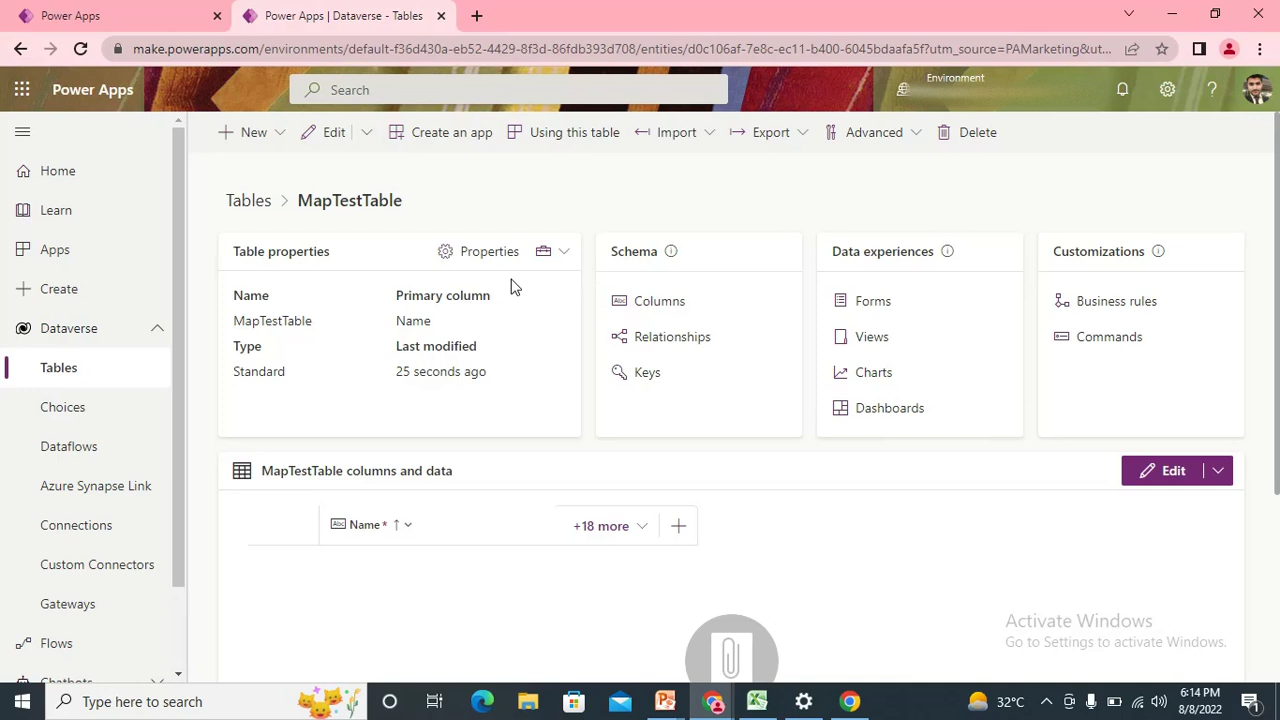 Power Apps
Power Apps | Dataverse - Tables
make.powerapps.com/environments/default-f36d430a-eb52-4429-8f3d-86fdb393d708/entities/d0c106af-7e8c-ec11-b400-6045bdaafa5f?utm_source=PAMarketing&ut...
Power Apps
Search
Environment
New
Edit
Create an app
Using this table
Import
Export
Advanced
Delete
Home
Learn
Apps
Create
Dataverse
Tables
Choices
Dataflows
Azure Synapse Link
Connections
Custom Connectors
Gateways
Flows
Chatbots
Tables > MapTestTable
Table properties
Properties
Name
Primary column
MapTestTable
Name
Type
Last modified
Standard
25 seconds ago
Schema
Columns
Relationships
Keys
Data experiences
Forms
Views
Charts
Dashboards
Customizations
Business rules
Commands
MapTestTable columns and data
Edit
Abc Name * ↑
+18 more
Activate Windows
Go to Settings to activate Windows.
Type here to search
32°C
6:14 PM
8/8/2022
1